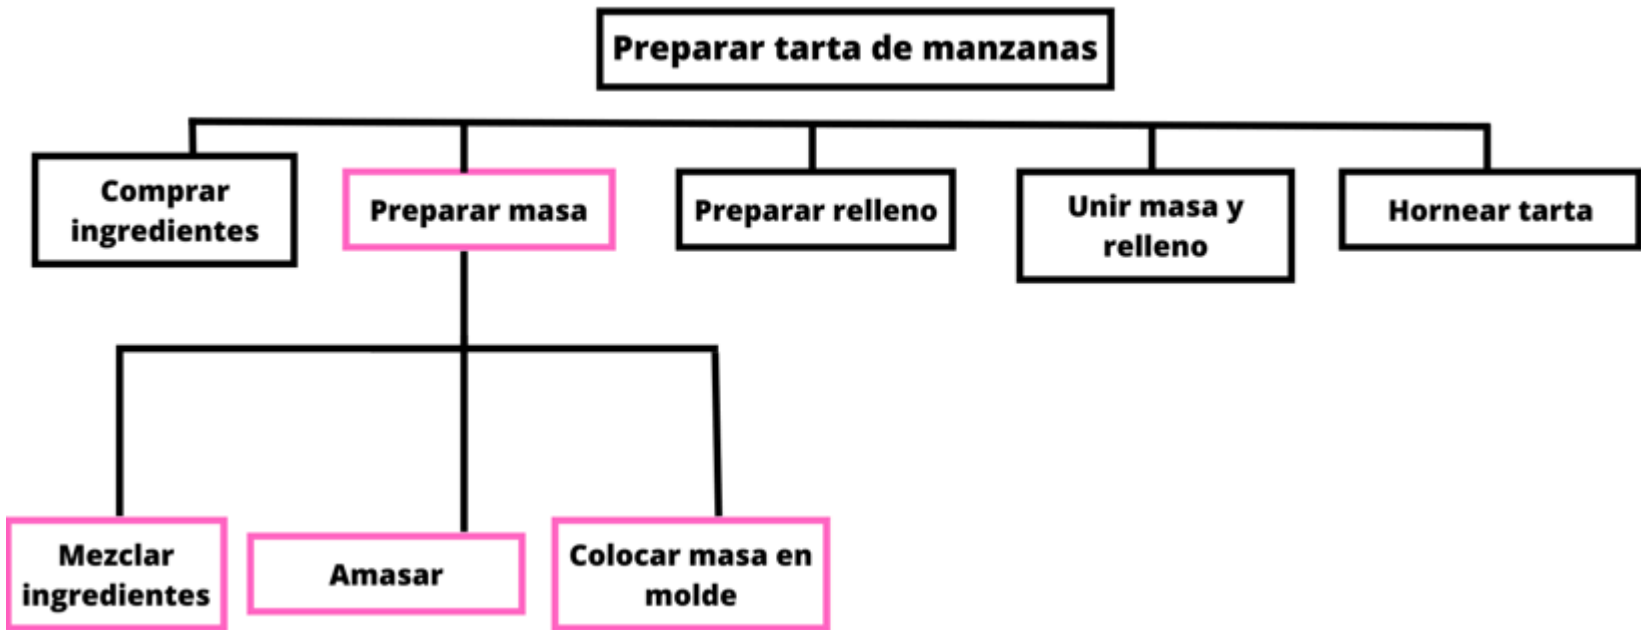 Preparar tarta de manzanas
Comprar
ingredientes
Preparar masa
Preparar relleno
Unir masa y
relleno
Hornear tarta
Mezclar
ingredientes
Amasar
Colocar masa en
molde